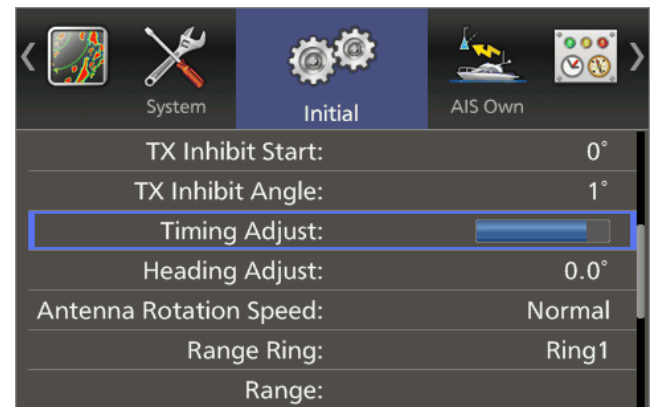 System
Initial
AIS Own
TX Inhibit Start: 0°
TX Inhibit Angle: 1°
Timing Adjust:
Heading Adjust: 0.0°
Antenna Rotation Speed: Normal
Range Ring: Ring1
Range: